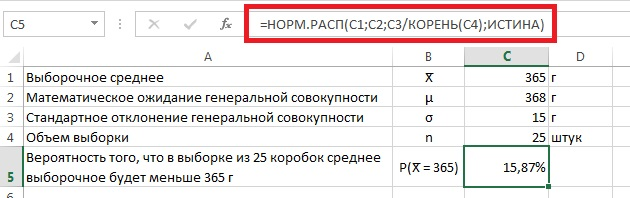 C5 fx =НОРМ.РАСП(C1;C2;C3/КОРЕНЬ(C4);ИСТИНА)
A B C D
1 Выборочное среднее X̅ 365 г
2 Математическое ожидание генеральной совокупности μ 368 г
3 Стандартное отклонение генеральной совокупности σ 15 г
4 Объем выборки n 25 штук
Вероятность того, что в выборке из 25 коробок среднее
5 выборочное будет меньше 365 г P(X̅ = 365) 15,87%
6